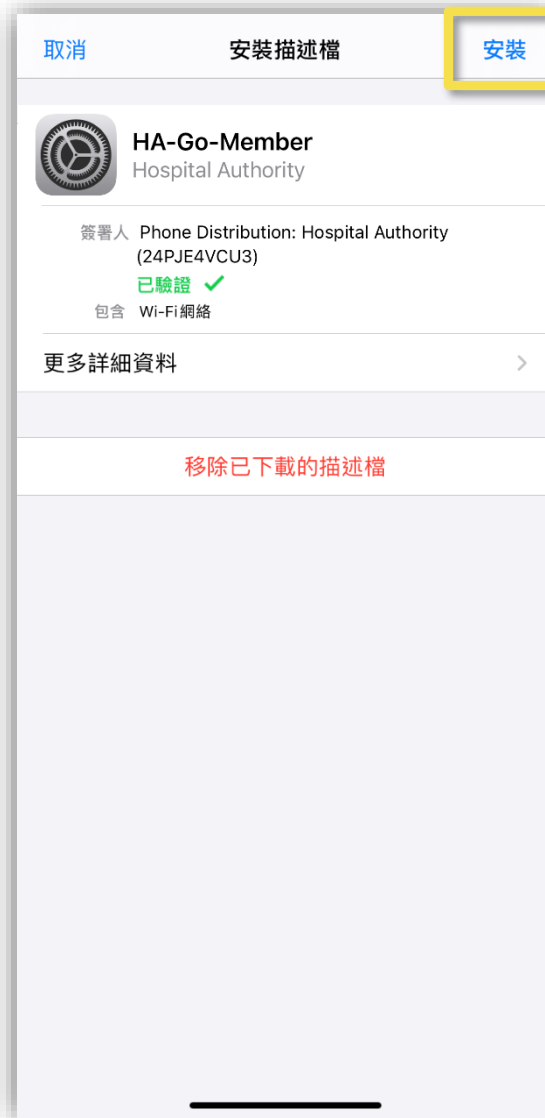 取消 安裝描述檔 安裝
HA-Go-Member
Hospital Authority
簽署人 Phone Distribution: Hospital Authority
(24PJE4VCU3)
已驗證 ✓
包含 Wi-Fi網絡
更多詳細資料
移除已下載的描述檔